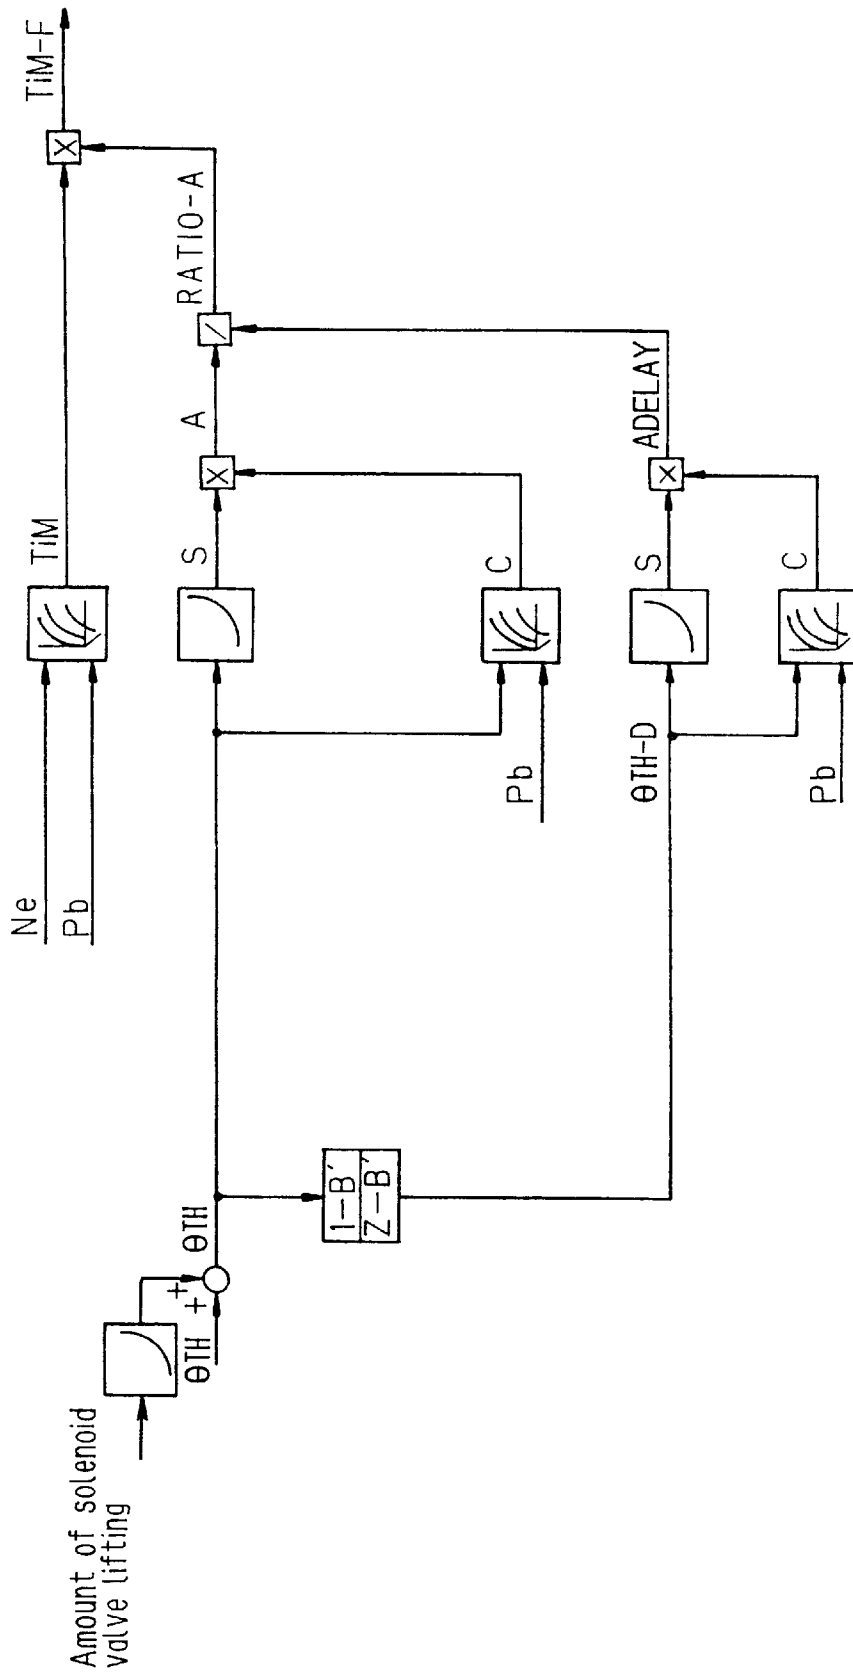 Amount of solenoid
valve lifting
θTH
+
+
θTH
1-B′
Z-B′
Ne
Pb
TiM
TiM-F
X
S
X
A
/
RATIO-A
Pb
C
θTH-D
S
X
ADELAY
Pb
C